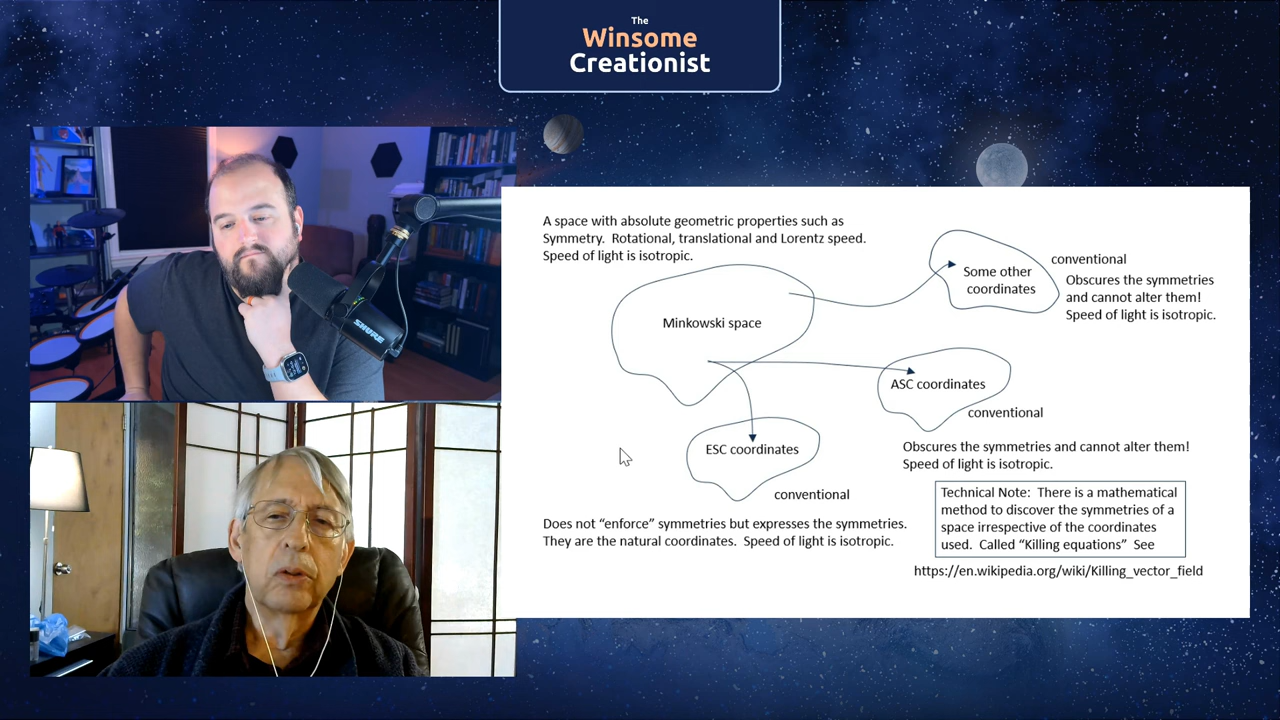 The
Winsome
Creationist
A space with absolute geometric properties such as
Symmetry. Rotational, translational and Lorentz speed.
Speed of light is isotropic.
Minkowski space
Some other
coordinates
conventional
Obscures the symmetries
and cannot alter them!
Speed of light is isotropic.
ASC coordinates
conventional
Obscures the symmetries and cannot alter them!
Speed of light is isotropic.
ESC coordinates
conventional
Does not “enforce” symmetries but expresses the symmetries.
They are the natural coordinates. Speed of light is isotropic.
Technical Note: There is a mathematical
method to discover the symmetries of a
space irrespective of the coordinates
used. Called “Killing equations” See
https://en.wikipedia.org/wiki/Killing_vector_field
SHURE